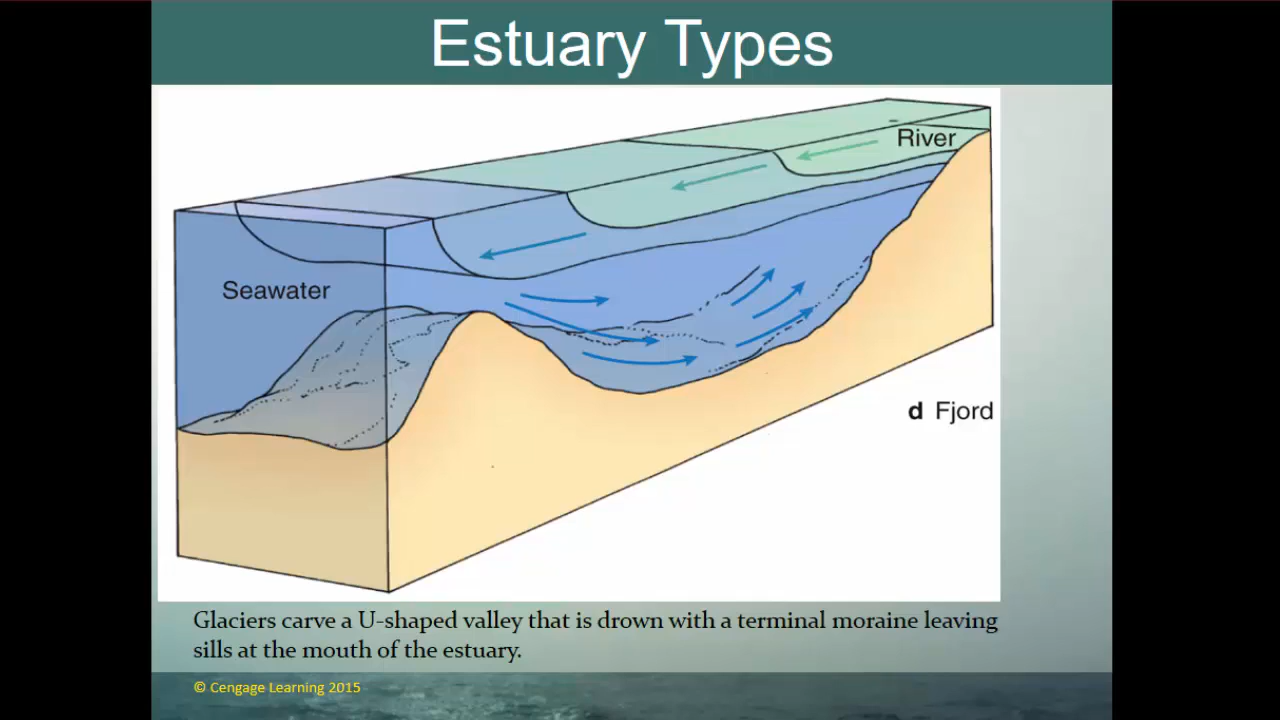 Estuary Types
River
Seawater
d Fjord
Glaciers carve a U-shaped valley that is drown with a terminal moraine leaving
sills at the mouth of the estuary.
© Cengage Learning 2015